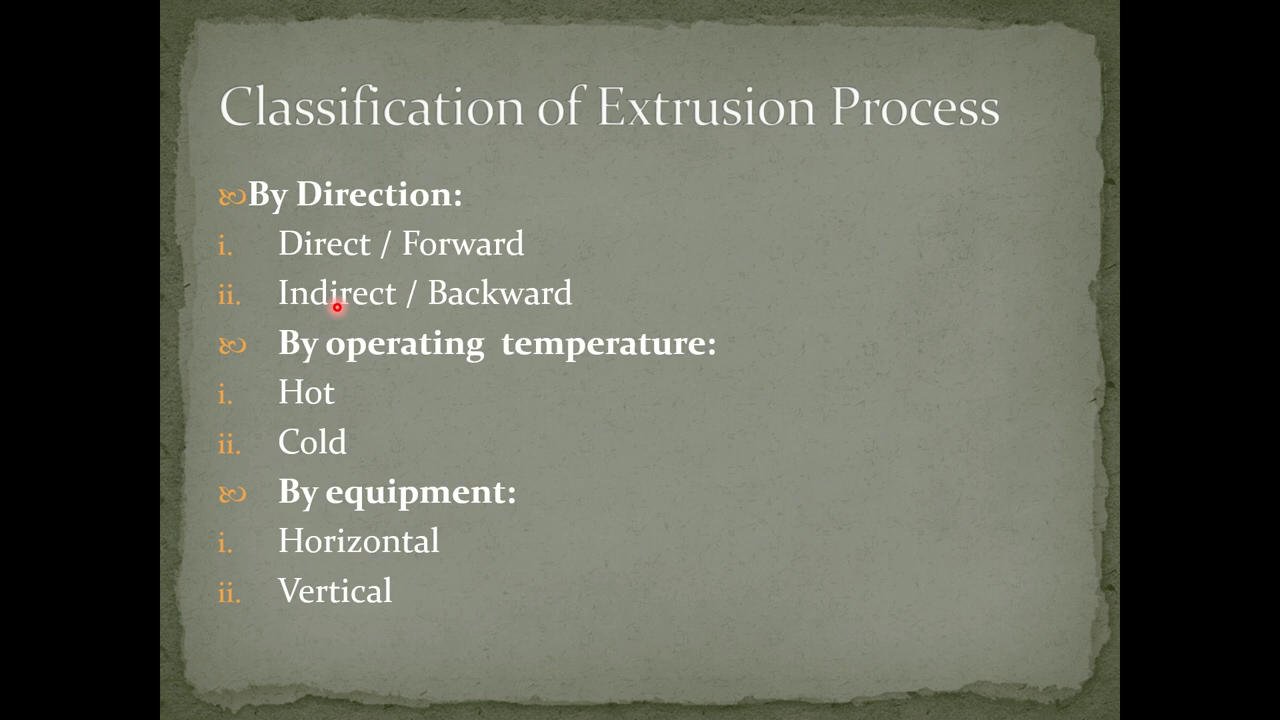 Classification of Extrusion Process
By Direction:
i. Direct / Forward
ii. Indirect / Backward
By operating temperature:
i. Hot
ii. Cold
By equipment:
i. Horizontal
ii. Vertical